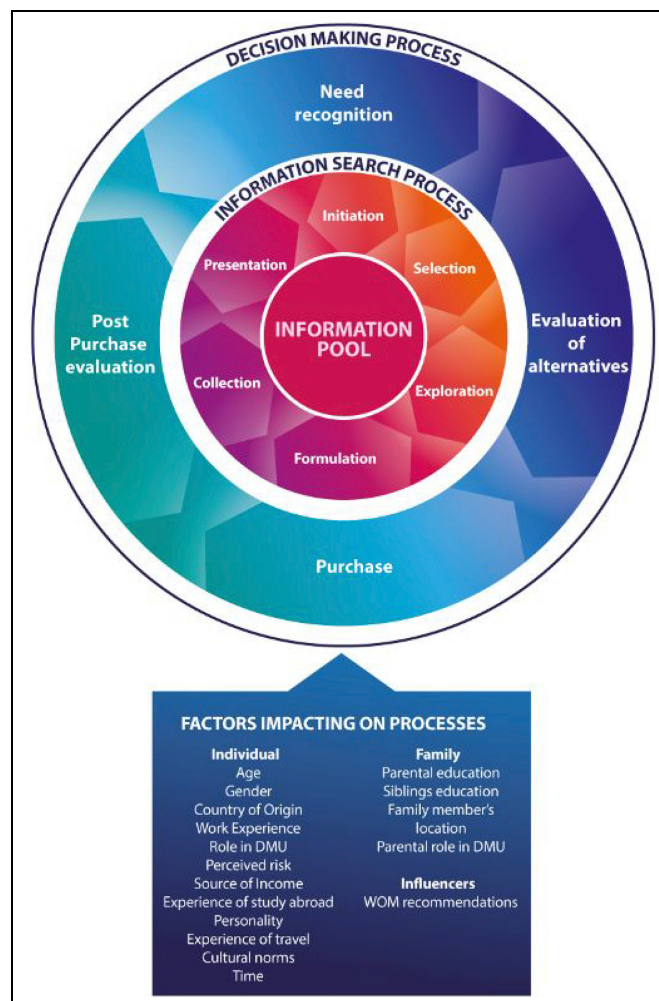 DECISION MAKING PROCESS
Need
recognition
INFORMATION SEARCH PROCESS
Initiation
Presentation
Selection
INFORMATION
POOL
Post
Purchase
evaluation
Evaluation
of
alternatives
Collection
Exploration
Formulation
Purchase
FACTORS IMPACTING ON PROCESSES
Individual
Age
Gender
Country of Origin
Work Experience
Role in DMU
Perceived risk
Source of Income
Experience of study abroad
Personality
Experience of travel
Cultural norms
Time
Family
Parental education
Siblings education
Family member's
location
Parental role in DMU
Influencers
WOM recommendations